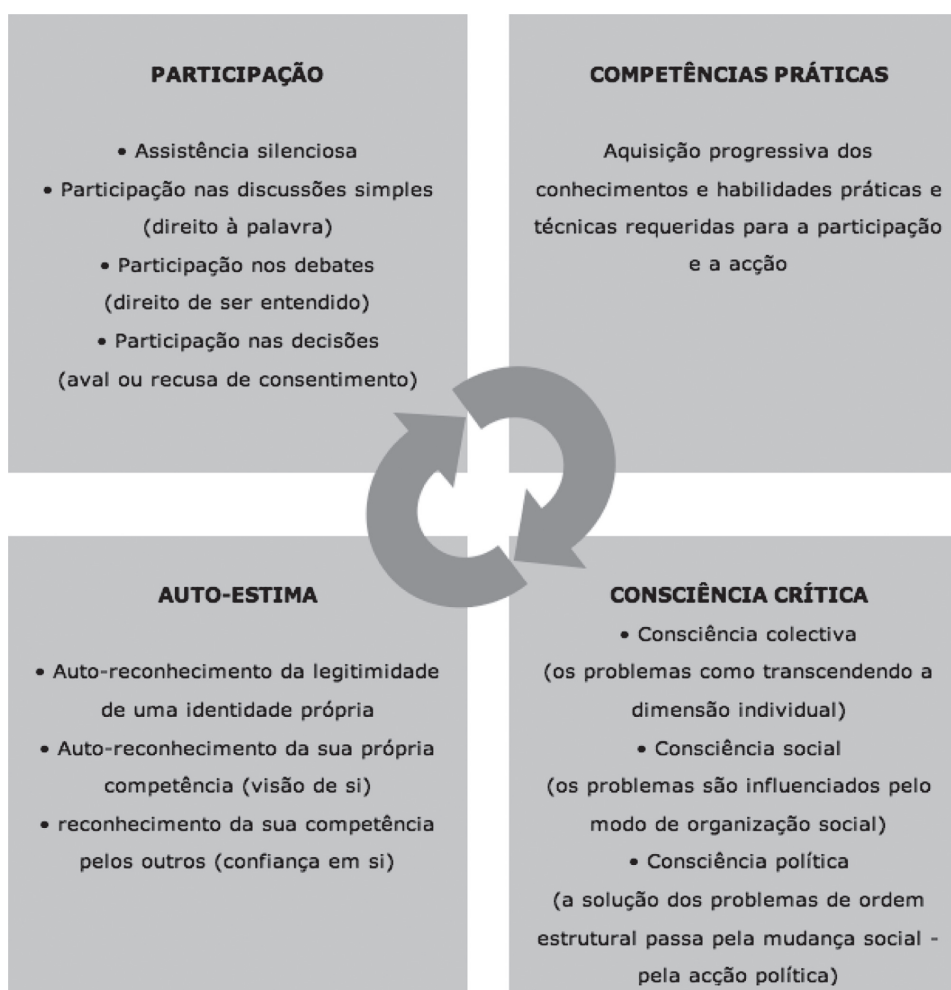 PARTICIPAÇÃO
• Assistência silenciosa
• Participação nas discussões simples
(direito à palavra)
• Participação nos debates
(direito de ser entendido)
• Participação nas decisões
(aval ou recusa de consentimento)
COMPETÊNCIAS PRÁTICAS
Aquisição progressiva dos
conhecimentos e habilidades práticas e
técnicas requeridas para a participação
e a acção
AUTO-ESTIMA
• Auto-reconhecimento da legitimidade
de uma identidade própria
• Auto-reconhecimento da sua própria
competência (visão de si)
• reconhecimento da sua competência
pelos outros (confiança em si)
CONSCIÊNCIA CRÍTICA
• Consciência colectiva
(os problemas como transcendendo a
dimensão individual)
• Consciência social
(os problemas são influenciados pelo
modo de organização social)
• Consciência política
(a solução dos problemas de ordem
estrutural passa pela mudança social -
pela acção política)